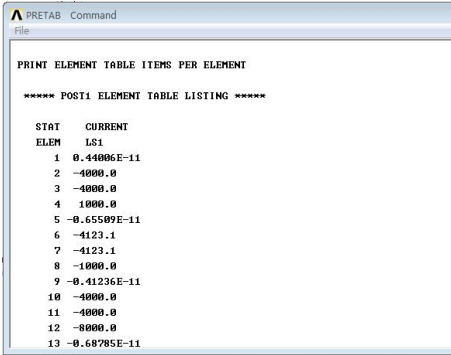 PRETAB Command
File
PRINT ELEMENT TABLE ITEMS PER ELEMENT
***** POST1 ELEMENT TABLE LISTING *****
STAT CURRENT
ELEM LS1
1 0.44006E-11
2 -4000.0
3 -4000.0
4 1000.0
5 -0.65509E-11
6 -4123.1
7 -4123.1
8 -1000.0
9 -0.41236E-11
10 -4000.0
11 -4000.0
12 -8000.0
13 -0.68785E-11